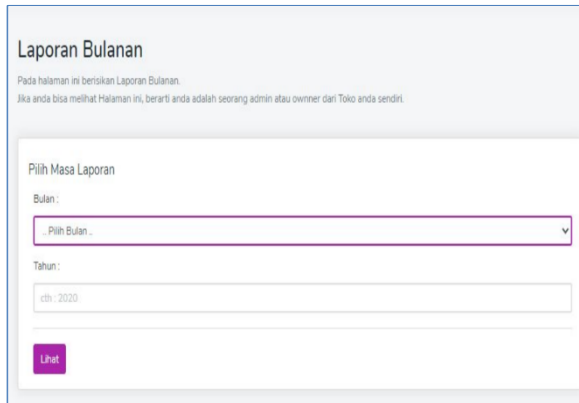 Laporan Bulanan
Pada halaman ini berisikan Laporan Bulanan.
Jika anda bisa melihat Halaman ini, berarti anda adalah seorang admin atau ownner dari Toko anda sendiri.
Pilih Masa Laporan
Bulan :
.. Pilih Bulan ..
Tahun :
cth : 2020
Lihat